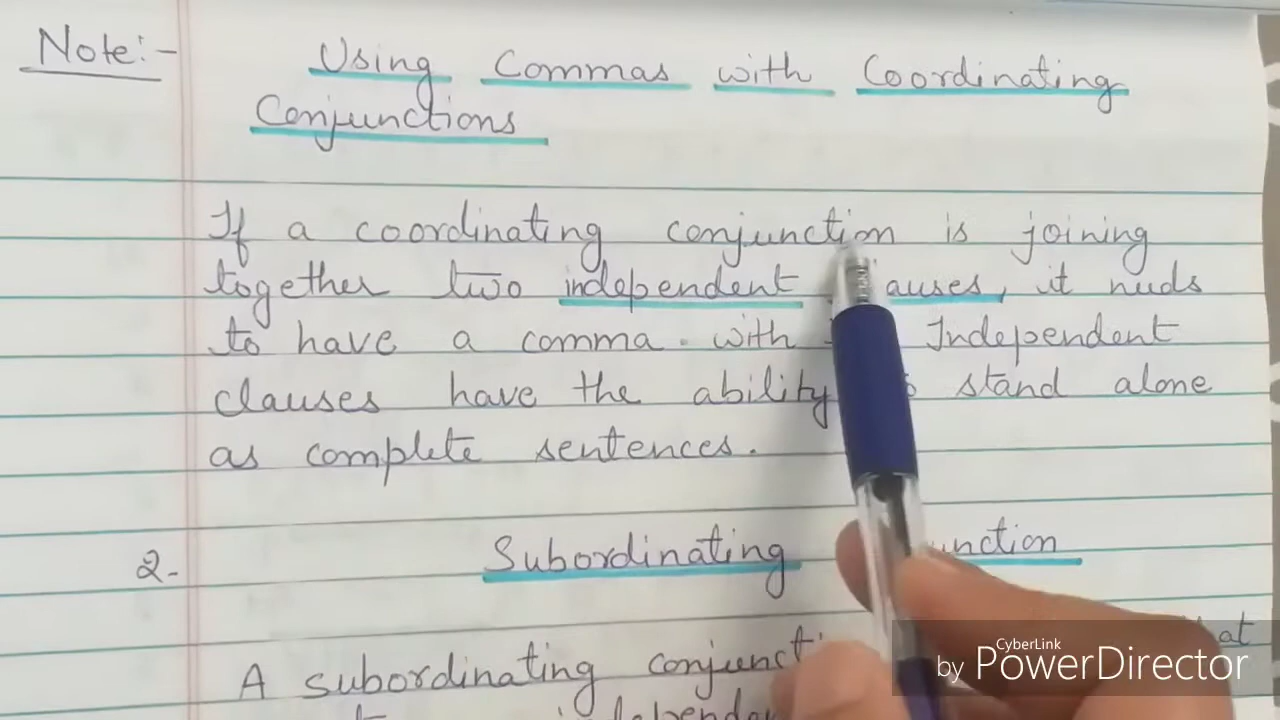 Note:-
Using Commas with Coordinating
Conjunctions
If a coordinating conjunction is joining
together two independent clauses, it needs
to have a comma. with Independent
clauses have the ability stand alone
as complete sentences.
2-
Subordinating
A subordinating
CyberLink
by PowerDirector